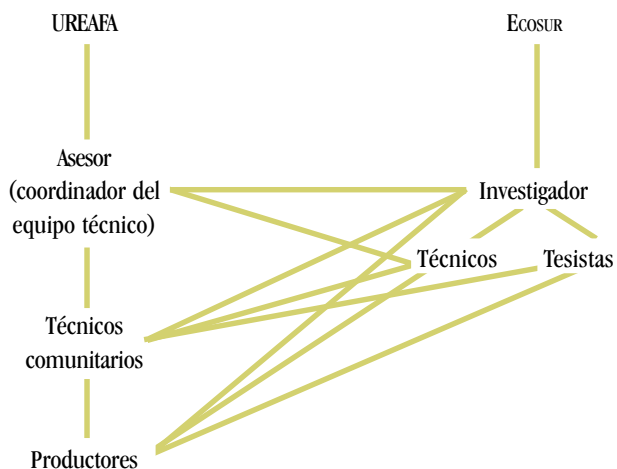 UREAFA
ECOSUR
Asesor
(coordinador del
equipo técnico)
Investigador
Técnicos
Tesistas
Técnicos
comunitarios
Productores